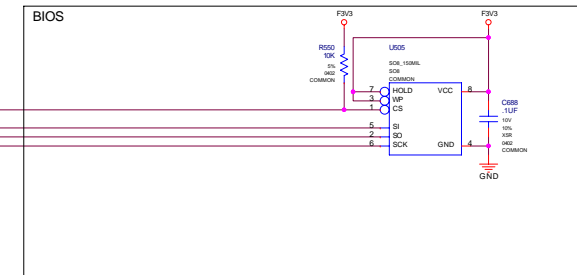 BIOS
F3V3
F3V3
R550
10K
5%
0402
COMMON
U505
SO8_150MIL
SO8
COMMON
7 HOLD VCC 8
3 WP
1 CS
5 SI
2 SO GND 4
6 SCK
C688
.1UF
10V
10%
X5R
0402
COMMON
GND